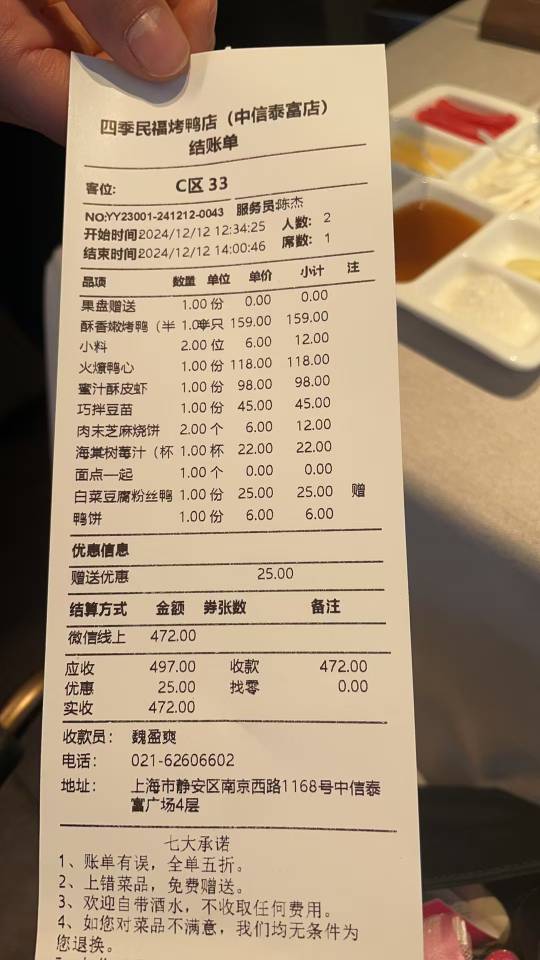 四季民福烤鸭店（中信泰富店）
结账单
客位： C区 33
NO:YY23001-241212-0043 服务员:陈杰
开始时间2024/12/12 12:34:25 人数： 2
结束时间2024/12/12 14:00:46 席数： 1
品项 数量 单位 单价 小计 注
果盘赠送 1.00 份 0.00 0.00
酥香嫩烤鸭（半 1.00 只 159.00 159.00
小料 2.00 位 6.00 12.00
火燎鸭心 1.00 份 118.00 118.00
蜜汁酥皮虾 1.00 份 98.00 98.00
巧拌豆苗 1.00 份 45.00 45.00
肉末芝麻烧饼 2.00 个 6.00 12.00
海棠树莓汁（杯 1.00 杯 22.00 22.00
面点一起 1.00 个 0.00 0.00
白菜豆腐粉丝鸭 1.00 份 25.00 25.00 赠
鸭饼 1.00 份 6.00 6.00
优惠信息
赠送优惠 25.00
结算方式 金额 券张数 备注
微信线上 472.00
应收 497.00 收款 472.00
优惠 25.00 找零 0.00
实收 472.00
收款员： 魏盈爽
电话： 021-62606602
地址： 上海市静安区南京西路1168号中信泰
富广场4层
七大承诺
1、账单有误，全单五折。
2、上错菜品，免费赠送。
3、欢迎自带酒水，不收取任何费用。
4、如您对菜品不满意，我们均无条件为
您退换。